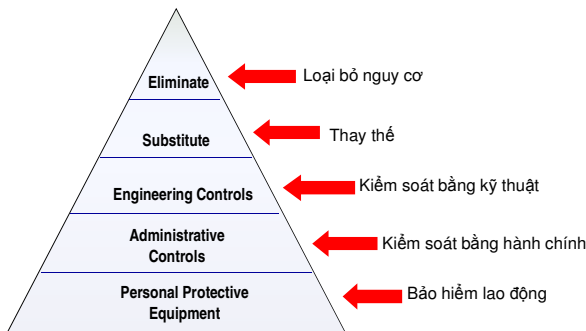 Eliminate
Loại bỏ nguy cơ
Substitute
Thay thế
Engineering Controls
Kiểm soát bằng kỹ thuật
Administrative
Controls
Kiểm soát bằng hành chính
Personal Protective
Equipment
Bảo hiểm lao động